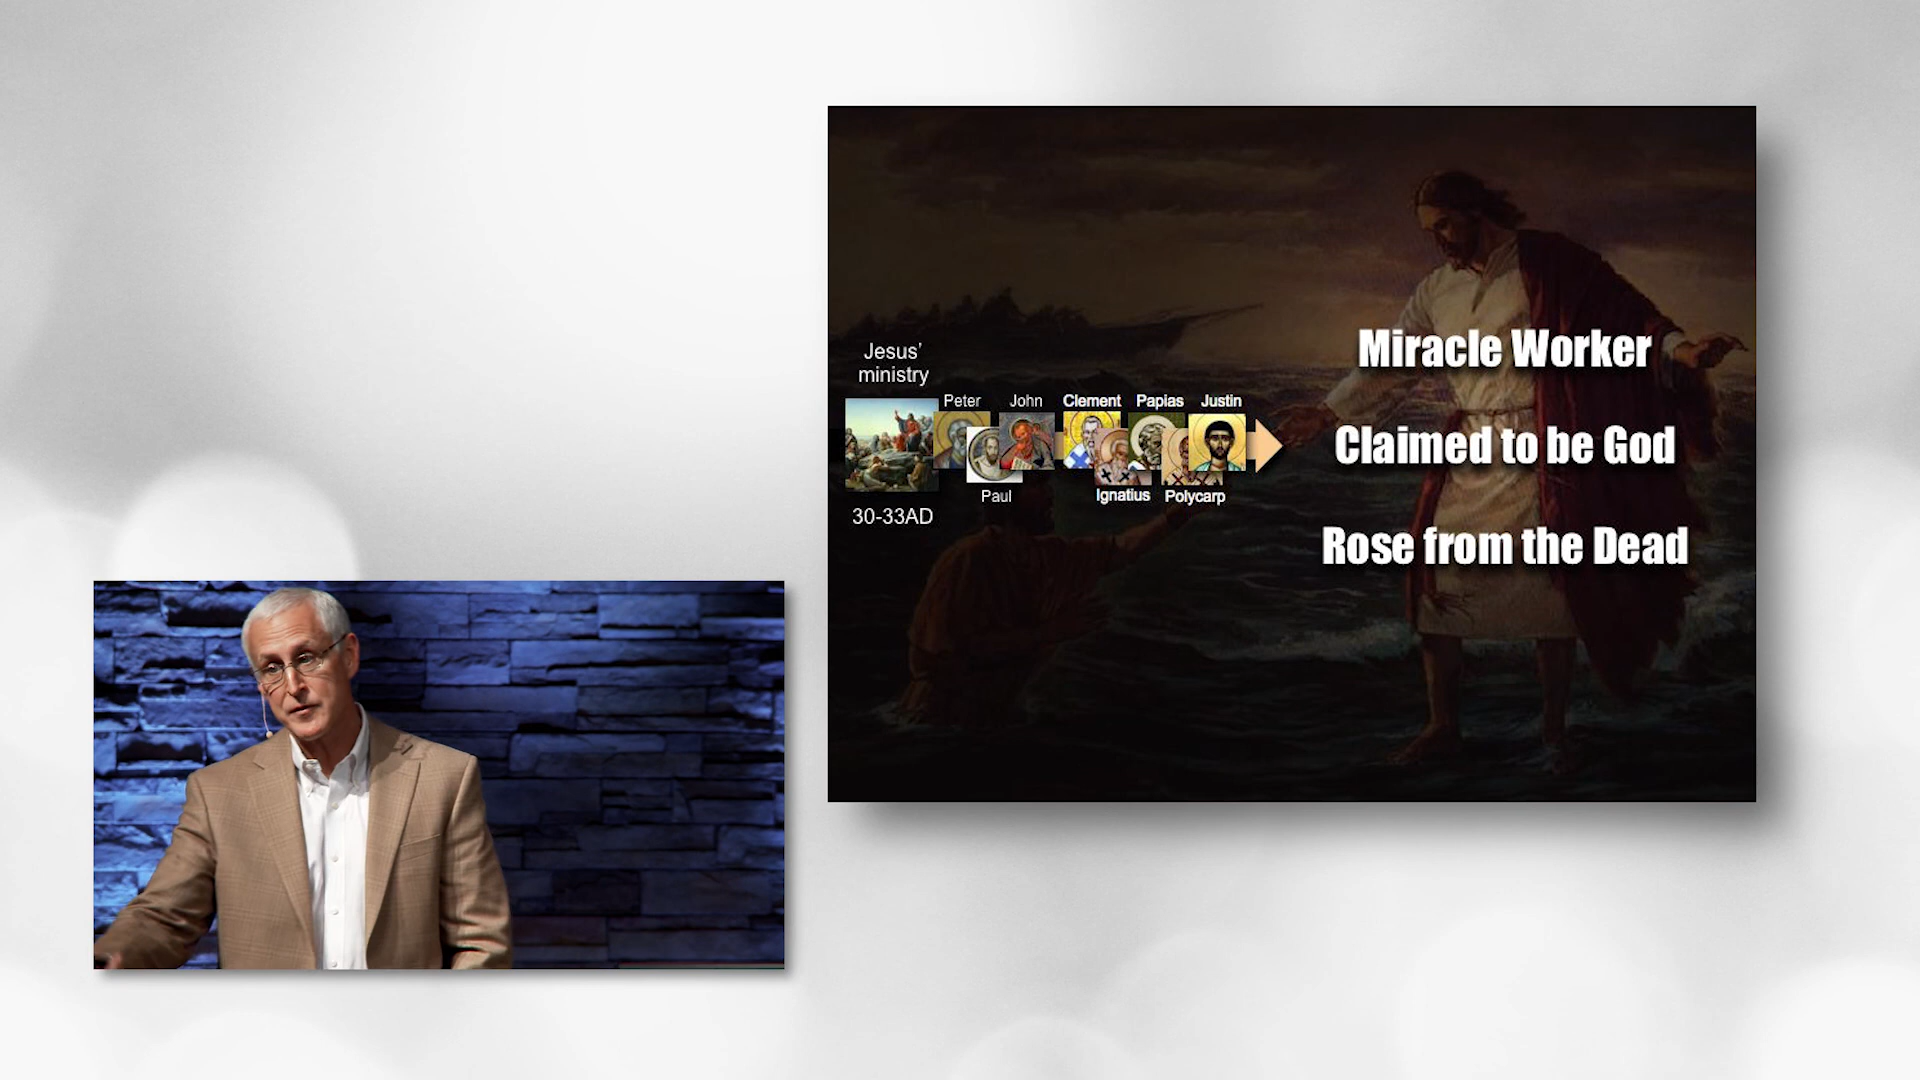 Jesus'
ministry
Peter
John
Clement
Papias
Justin
Paul
Ignatius
Polycarp
30-33AD
Miracle Worker
Claimed to be God
Rose from the Dead